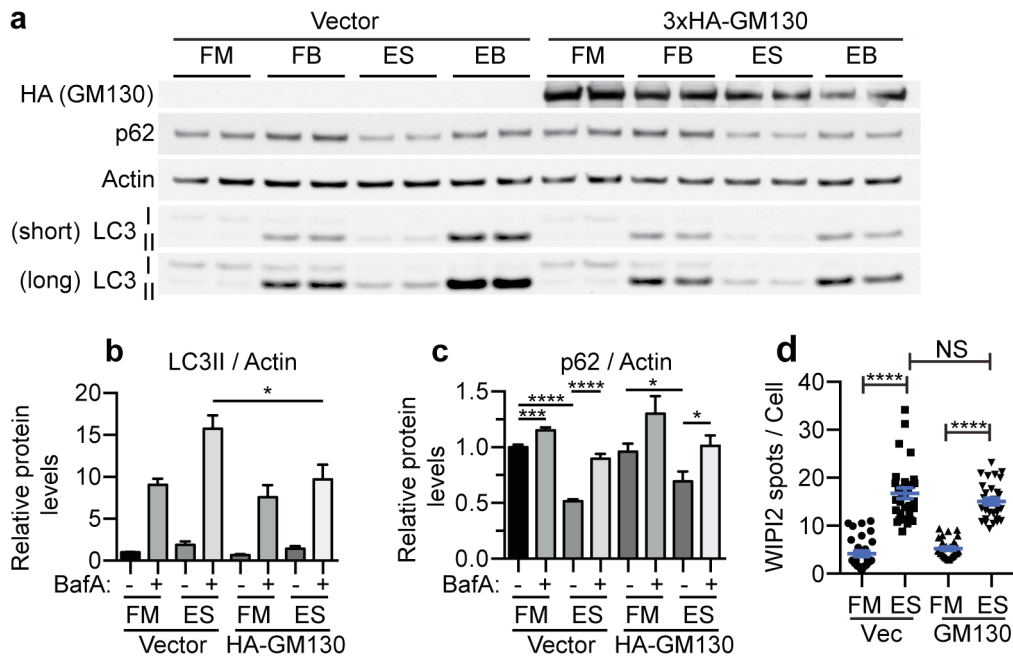 a
Vector 3xHA-GM130
FM FB ES EB FM FB ES EB
HA (GM130)
p62
Actin
(short) LC3 I
II
(long) LC3 I
II
b
LC3II / Actin
Relative protein
levels
20
15
10
5
0
*
BafA: - + - + - + - +
FM ES FM ES
Vector HA-GM130
c
p62 / Actin
Relative protein
levels
1.5
1.0
0.5
0.0
**** **** *
*** *
BafA: - + - + - + - +
FM ES FM ES
Vector HA-GM130
d
WIPI2 spots / Cell
NS
**** ****
40
30
20
10
0
FM ES FM ES
Vec GM130